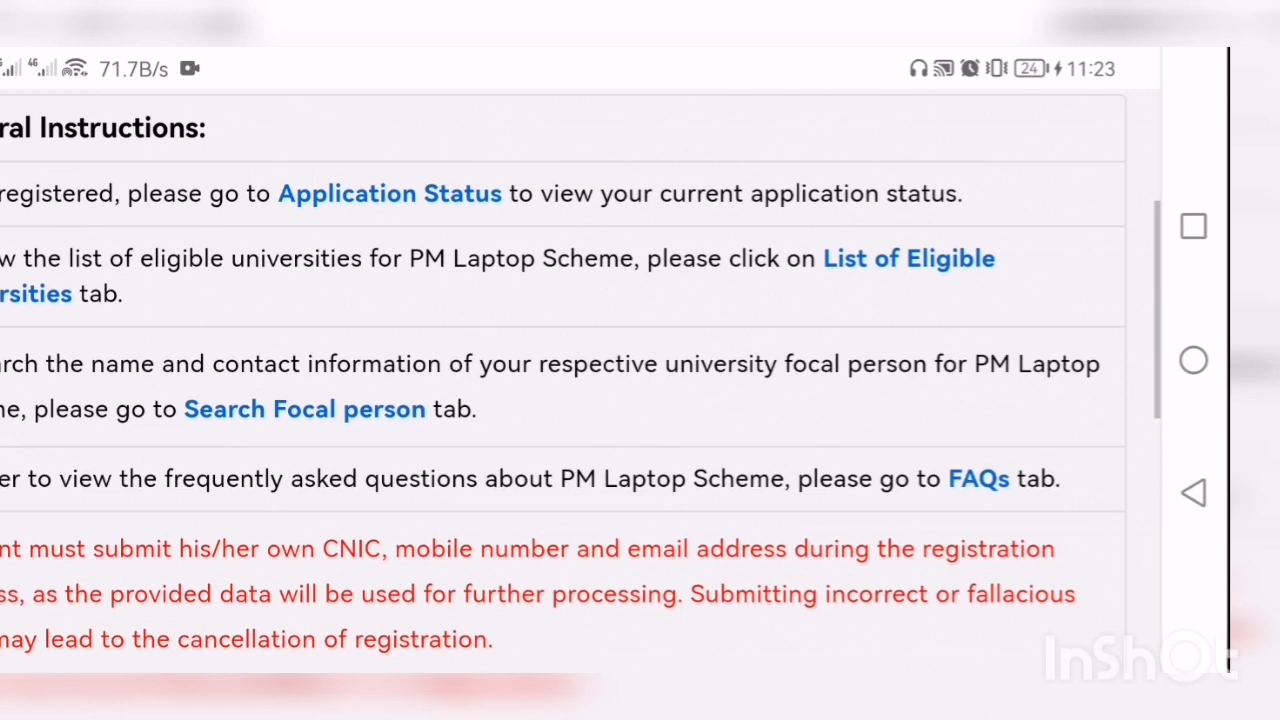 71.7B/s 24 11:23
ral Instructions:
registered, please go to Application Status to view your current application status.
w the list of eligible universities for PM Laptop Scheme, please click on List of Eligible
rsities tab.
rch the name and contact information of your respective university focal person for PM Laptop
ne, please go to Search Focal person tab.
er to view the frequently asked questions about PM Laptop Scheme, please go to FAQs tab.
nt must submit his/her own CNIC, mobile number and email address during the registration
ss, as the provided data will be used for further processing. Submitting incorrect or fallacious
may lead to the cancellation of registration.
InShOt